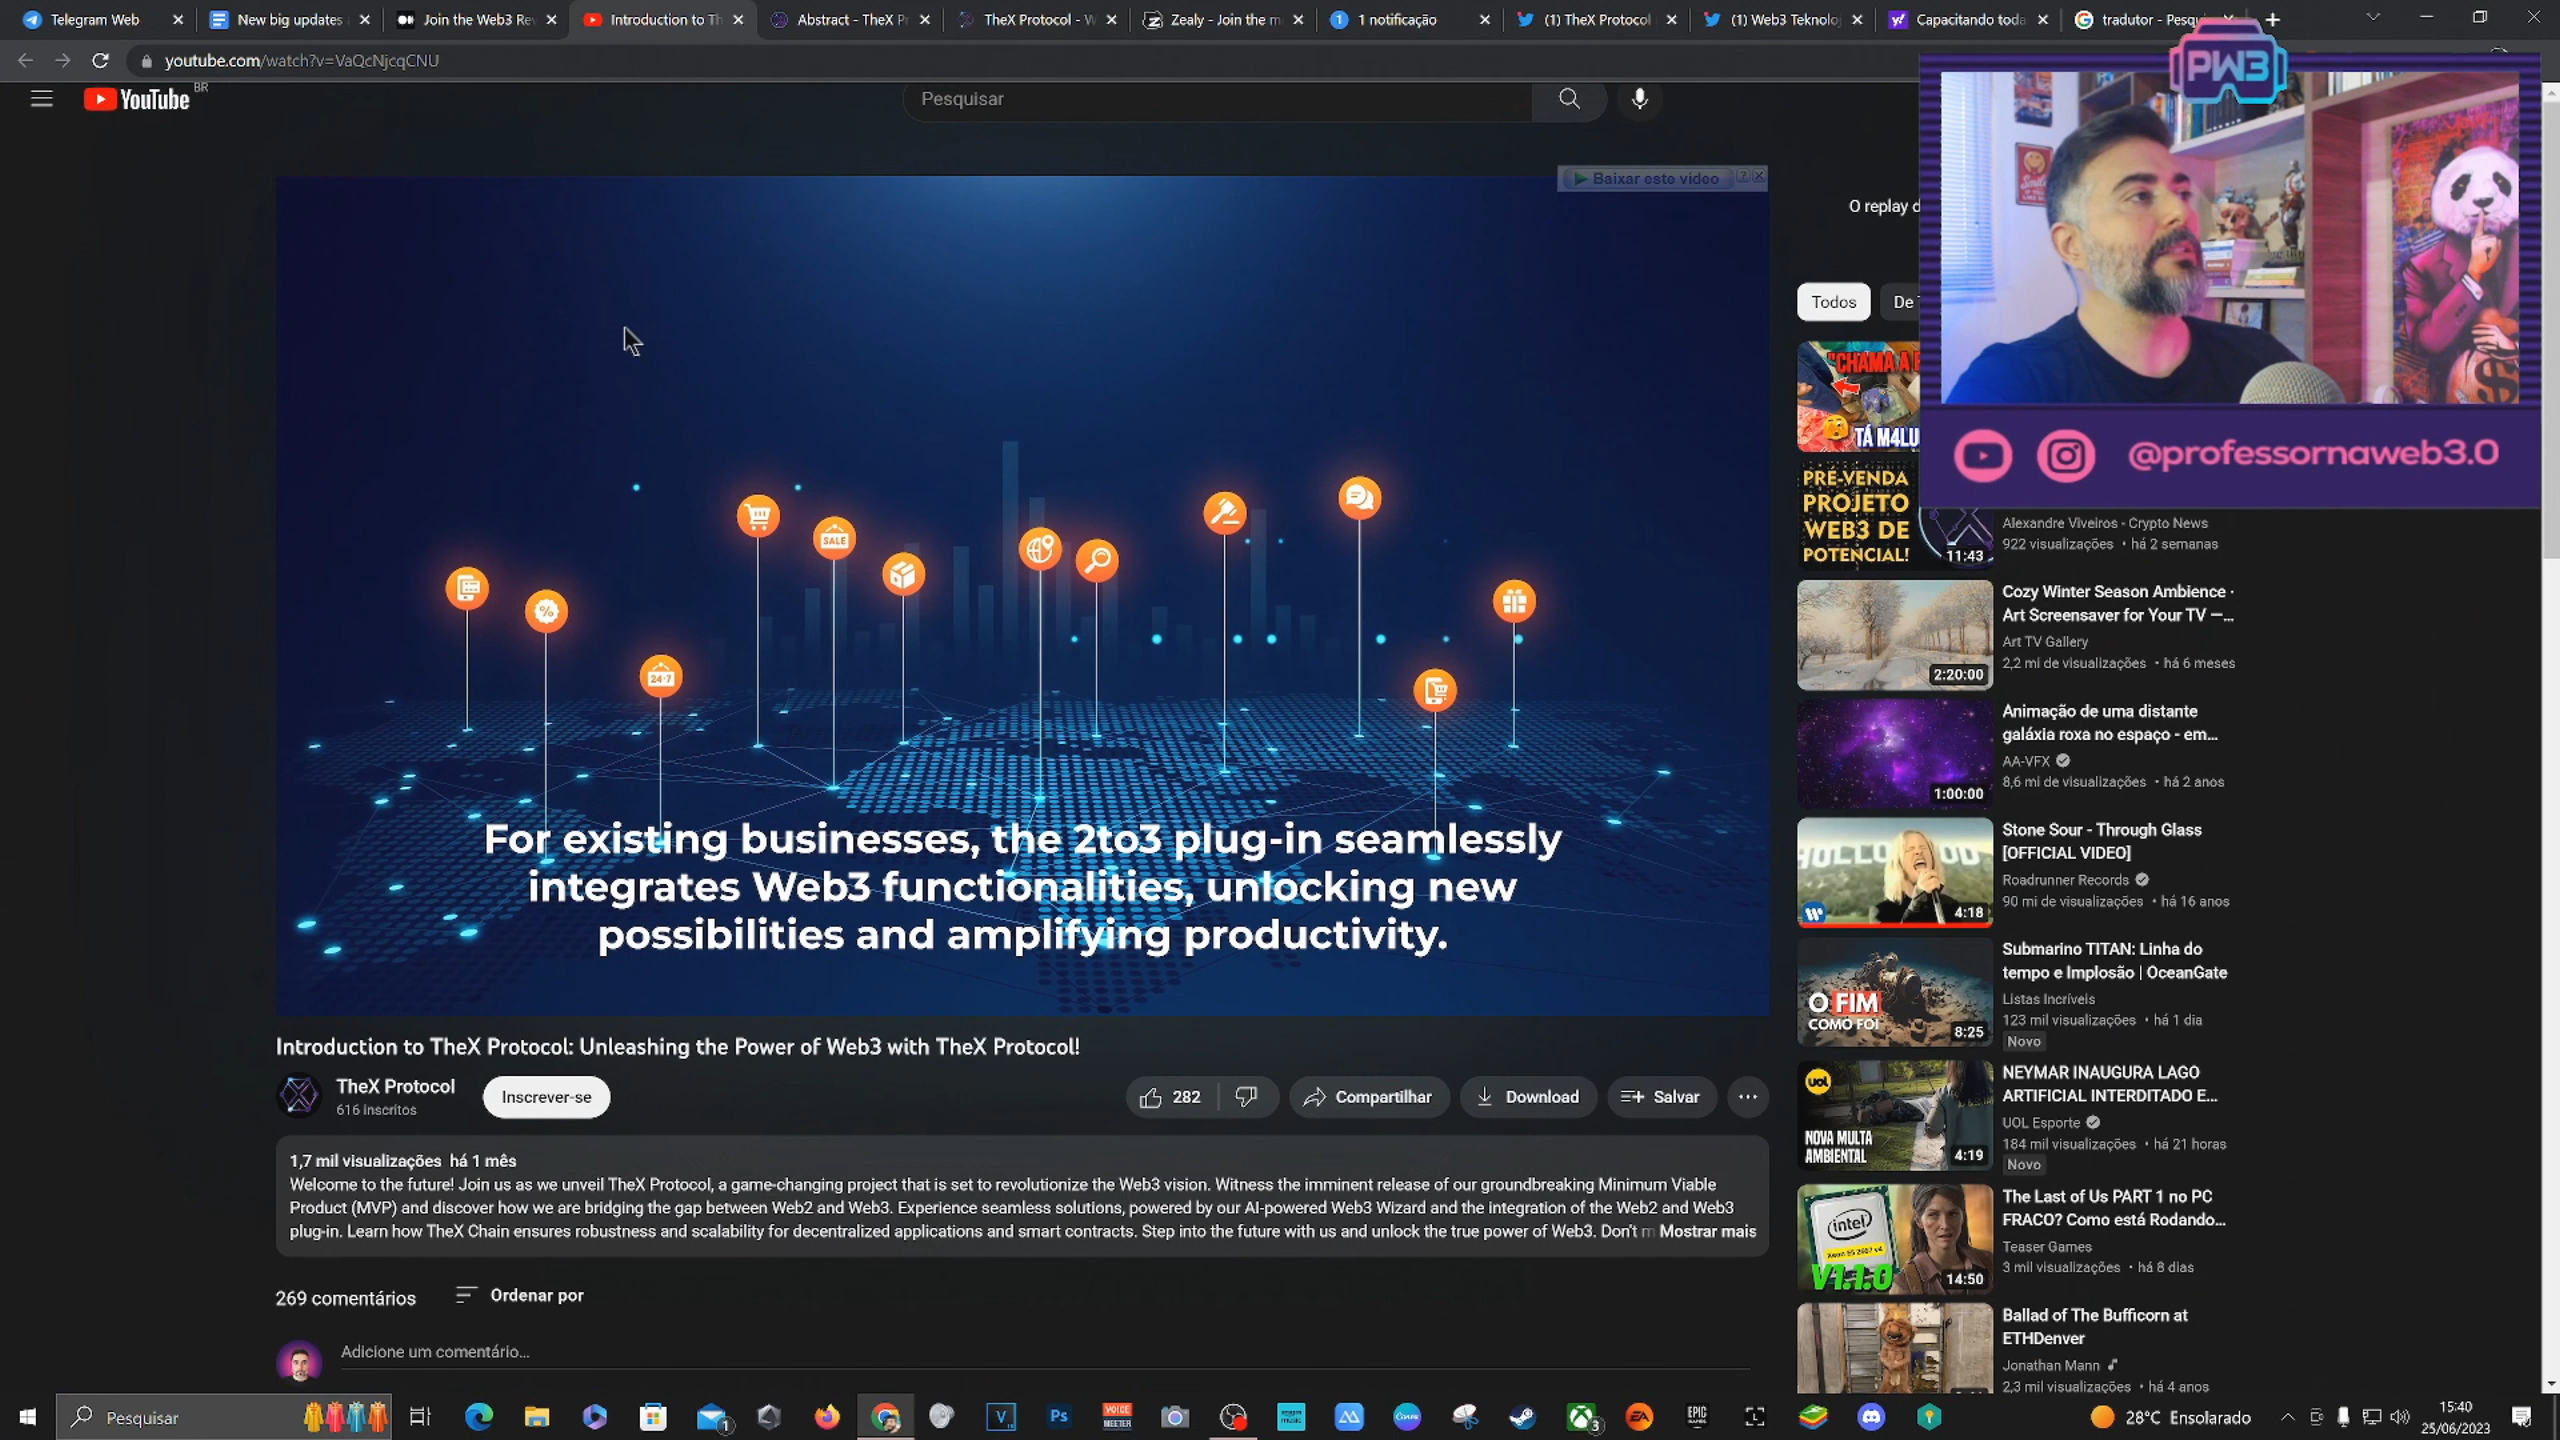 Telegram Web
New big updates
Join the Web3 Re
Introduction to Th
Abstract - TheX Pr
TheX Protocol - W
Zealy - Join the m
1 notificação
(1) TheX Protocol
(1) Web3 Teknolo
Capacitando toda
tradutor - Pesqu
youtube.com/watch?v=VaQcNjcqCNU
YouTube BR
Pesquisar
PW3
Baixar este vídeo
O replay d
Todos
De
@professornaweb3.0
"CHAMA A
TÁ M4LU
PRÉ-VENDA
PROJETO
WEB3 DE
POTENCIAL!
11:43
Alexandre Viveiros - Crypto News
922 visualizações • há 2 semanas
SALE
%
24-7
For existing businesses, the 2to3 plug-in seamlessly
integrates Web3 functionalities, unlocking new
possibilities and amplifying productivity.
Cozy Winter Season Ambience ·
Art Screensaver for Your TV —...
Art TV Gallery
2,2 mi de visualizações • há 6 meses
2:20:00
Animação de uma distante
galáxia roxa no espaço - em...
AA-VFX
8,6 mi de visualizações • há 2 anos
1:00:00
Stone Sour - Through Glass
[OFFICIAL VIDEO]
Roadrunner Records
90 mi de visualizações • há 16 anos
4:18
Submarino TITAN: Linha do
tempo e Implosão | OceanGate
Listas Incríveis
123 mil visualizações • há 1 dia
Novo
O FIM
COMO FOI
8:25
NEYMAR INAUGURA LAGO
ARTIFICIAL INTERDITADO E...
UOL Esporte
184 mil visualizações • há 21 horas
Novo
UOL
NOVA MULTA
AMBIENTAL
4:19
The Last of Us PART 1 no PC
FRACO? Como está Rodando...
Teaser Games
3 mil visualizações • há 8 dias
intel
V1.1.0
14:50
Ballad of The Bufficorn at
ETHDenver
Jonathan Mann
2,3 mil visualizações • há 4 anos
Introduction to TheX Protocol: Unleashing the Power of Web3 with TheX Protocol!
TheX Protocol
616 inscritos
Inscrever-se
282
Compartilhar
Download
Salvar
1,7 mil visualizações há 1 mês
Welcome to the future! Join us as we unveil TheX Protocol, a game-changing project that is set to revolutionize the Web3 vision. Witness the imminent release of our groundbreaking Minimum Viable
Product (MVP) and discover how we are bridging the gap between Web2 and Web3. Experience seamless solutions, powered by our AI-powered Web3 Wizard and the integration of the Web2 and Web3
plug-in. Learn how TheX Chain ensures robustness and scalability for decentralized applications and smart contracts. Step into the future with us and unlock the true power of Web3. Don't m Mostrar mais
269 comentários
Ordenar por
Adicione um comentário...
Pesquisar
1
V
Ps
VOICE
MEETER
amazon
music
Canva
3
EA
EPIC
GAMES
28°C Ensolarado
15:40
25/06/2023